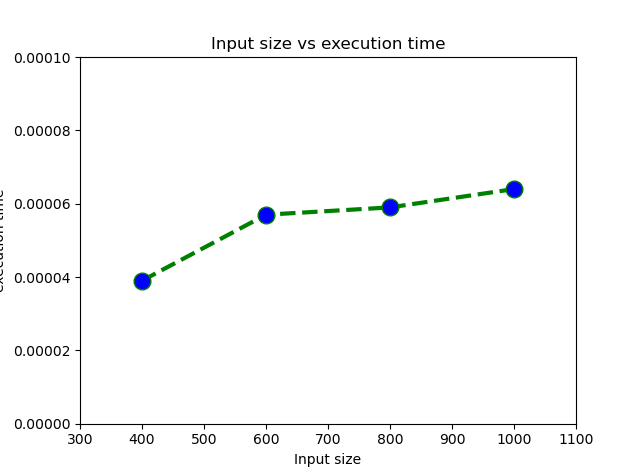 Input size vs execution time
0.00010
0.00008
0.00006
0.00004
0.00002
0.00000
execution time
300 400 500 600 700 800 900 1000 1100
Input size